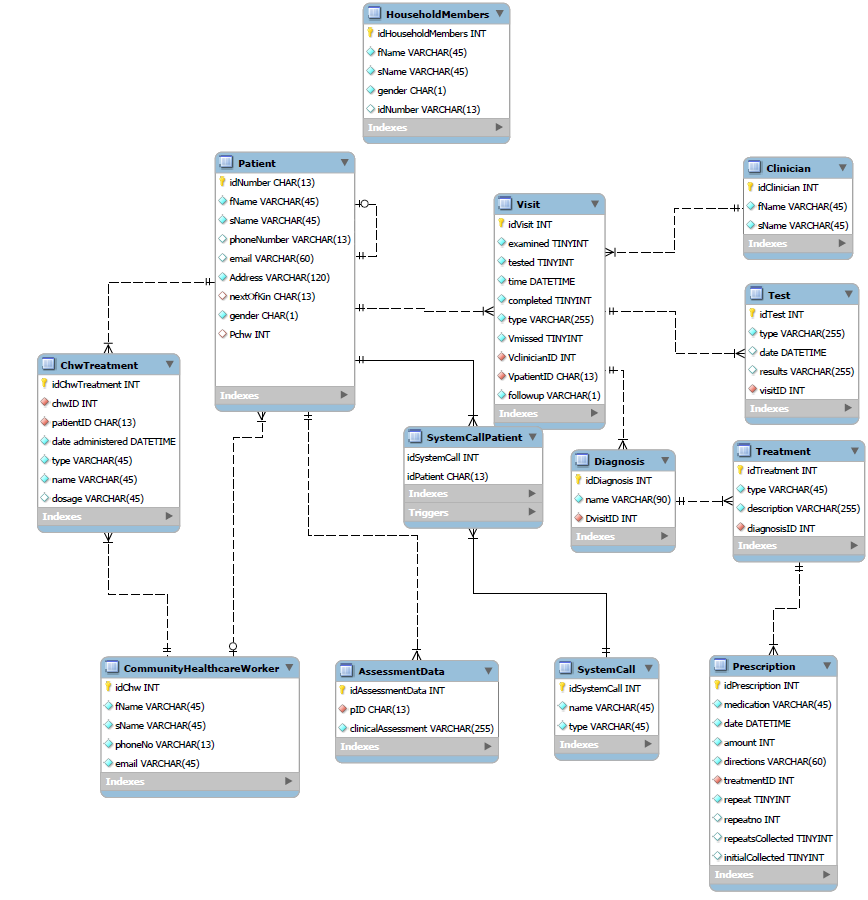 HouseholdMembers
idHouseholdMembers INT
fName VARCHAR(45)
sName VARCHAR(45)
gender CHAR(1)
idNumber VARCHAR(13)
Indexes
Patient
idNumber CHAR(13)
fName VARCHAR(45)
sName VARCHAR(45)
phoneNumber VARCHAR(13)
email VARCHAR(60)
Address VARCHAR(120)
nextOfKin CHAR(13)
gender CHAR(1)
Pchw INT
Indexes
Visit
idVisit INT
examined TINYINT
tested TINYINT
time DATETIME
completed TINYINT
type VARCHAR(255)
Vmissed TINYINT
VclinicianID INT
VpatientID CHAR(13)
followup VARCHAR(1)
Indexes
Clinician
idClinician INT
fName VARCHAR(45)
sName VARCHAR(45)
Indexes
Test
idTest INT
type VARCHAR(255)
date DATETIME
results VARCHAR(255)
visitID INT
Indexes
ChwTreatment
idChwTreatment INT
chwID INT
patientID CHAR(13)
date administered DATETIME
type VARCHAR(45)
name VARCHAR(45)
dosage VARCHAR(45)
Indexes
SystemCallPatient
idSystemCall INT
idPatient CHAR(13)
Indexes
Triggers
Diagnosis
idDiagnosis INT
name VARCHAR(90)
DvisitID INT
Indexes
Treatment
idTreatment INT
type VARCHAR(45)
description VARCHAR(255)
diagnosisID INT
Indexes
CommunityHealthcareWorker
idChw INT
fName VARCHAR(45)
sName VARCHAR(45)
phoneNo VARCHAR(13)
email VARCHAR(45)
Indexes
AssessmentData
idAssessmentData INT
pID CHAR(13)
clinicalAssessment VARCHAR(255)
Indexes
SystemCall
idSystemCall INT
name VARCHAR(45)
type VARCHAR(45)
Indexes
Prescription
idPrescription INT
medication VARCHAR(45)
date DATETIME
amount INT
directions VARCHAR(60)
treatmentID INT
repeat TINYINT
repeatno INT
repeatsCollected TINYINT
initialCollected TINYINT
Indexes